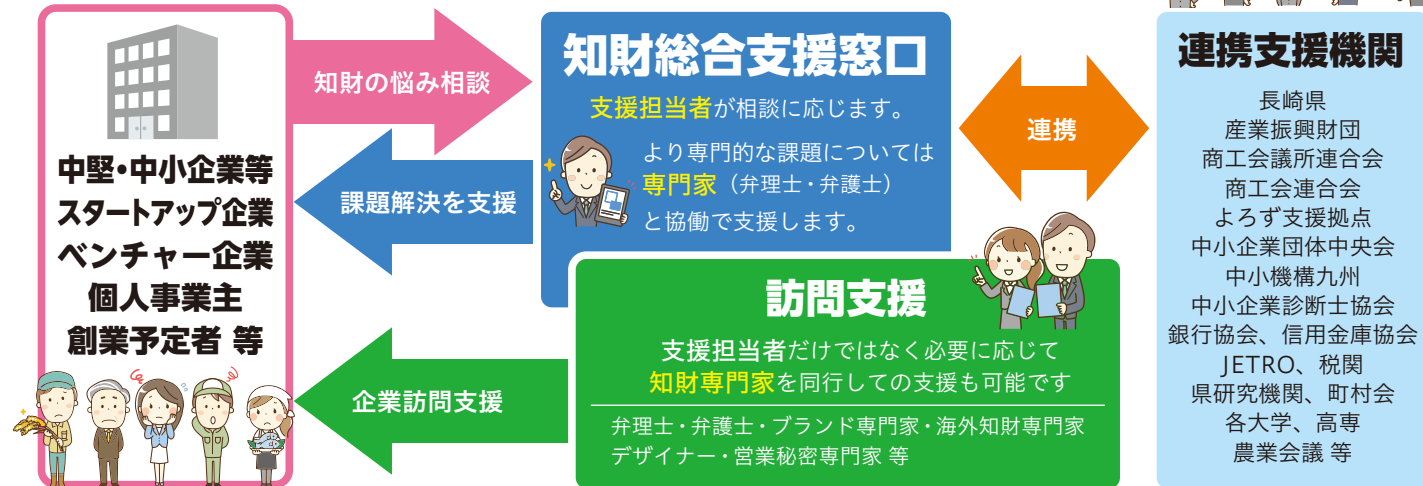 中堅・中小企業等
スタートアップ企業
ベンチャー企業
個人事業主
創業予定者 等
知財の悩み相談
課題解決を支援
企業訪問支援
知財総合支援窓口
支援担当者が相談に応じます。
より専門的な課題については
専門家（弁理士・弁護士）
と協働で支援します。
訪問支援
支援担当者だけではなく必要に応じて
知財専門家を同行しての支援も可能です
弁理士・弁護士・ブランド専門家・海外知財専門家
デザイナー・営業秘密専門家 等
連携
連携支援機関
長崎県
産業振興財団
商工会議所連合会
商工会連合会
よろず支援拠点
中小企業団体中央会
中小機構九州
中小企業診断士協会
銀行協会、信用金庫協会
JETRO、税関
県研究機関、町村会
各大学、高専
農業会議 等